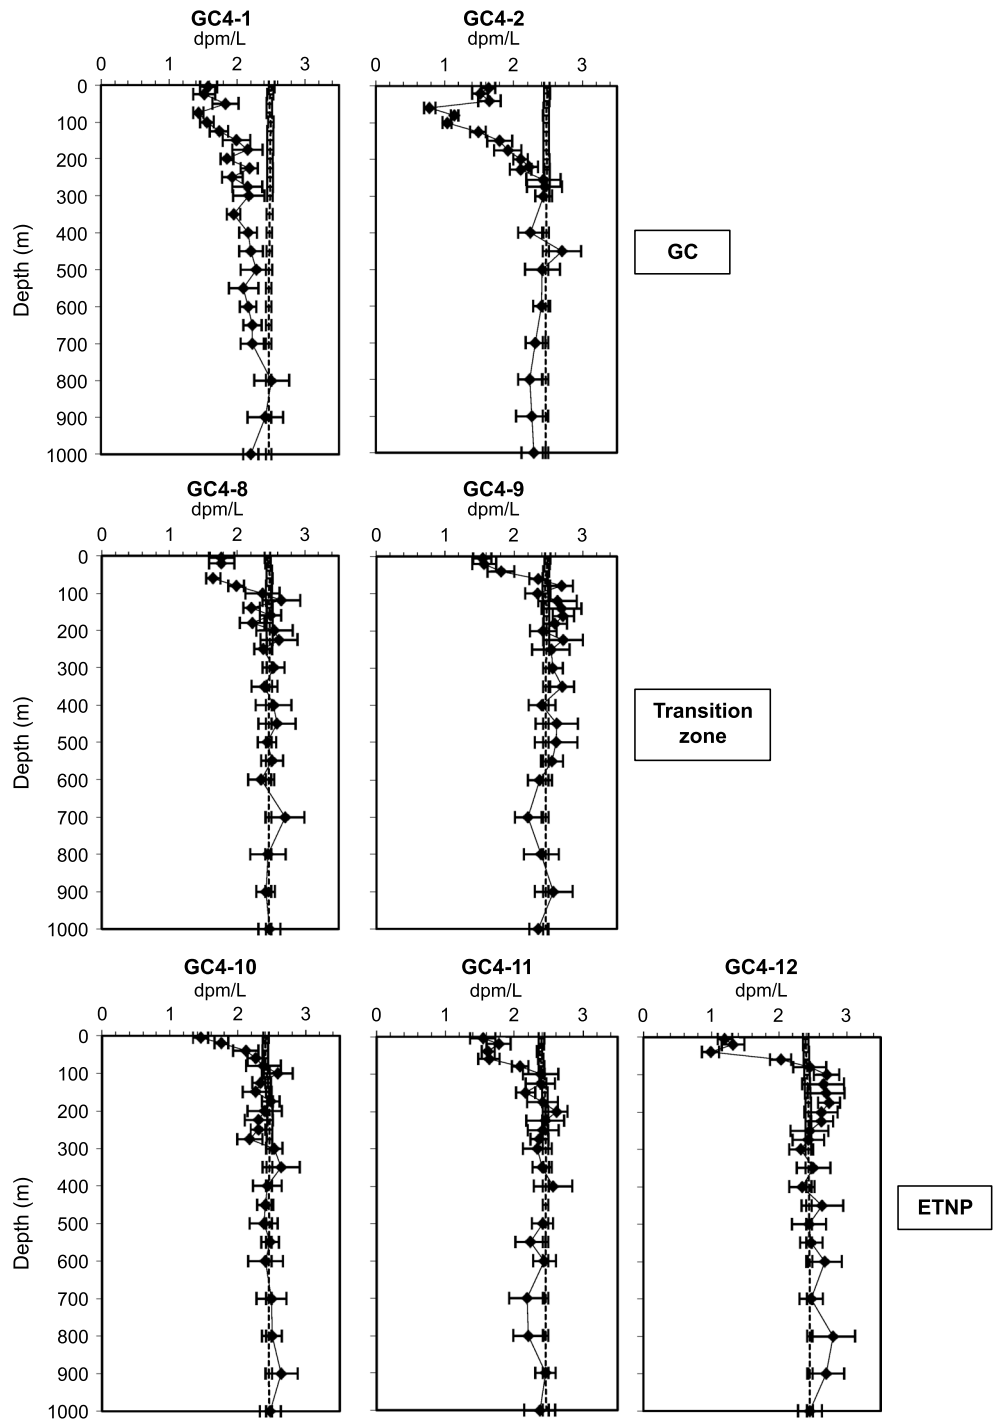 GC4-1 GC4-2
dpm/L dpm/L
0 1 2 3 0 1 2 3
0
100
200
300
400
500
600
700
800
900
1000
Depth (m)
GC
GC4-8 GC4-9
dpm/L dpm/L
0 1 2 3 0 1 2 3
0
100
200
300
400
500
600
700
800
900
1000
Depth (m)
Transition
zone
GC4-10 GC4-11 GC4-12
dpm/L dpm/L dpm/L
0 1 2 3 0 1 2 3 0 1 2 3
0
100
200
300
400
500
600
700
800
900
1000
Depth (m)
ETNP